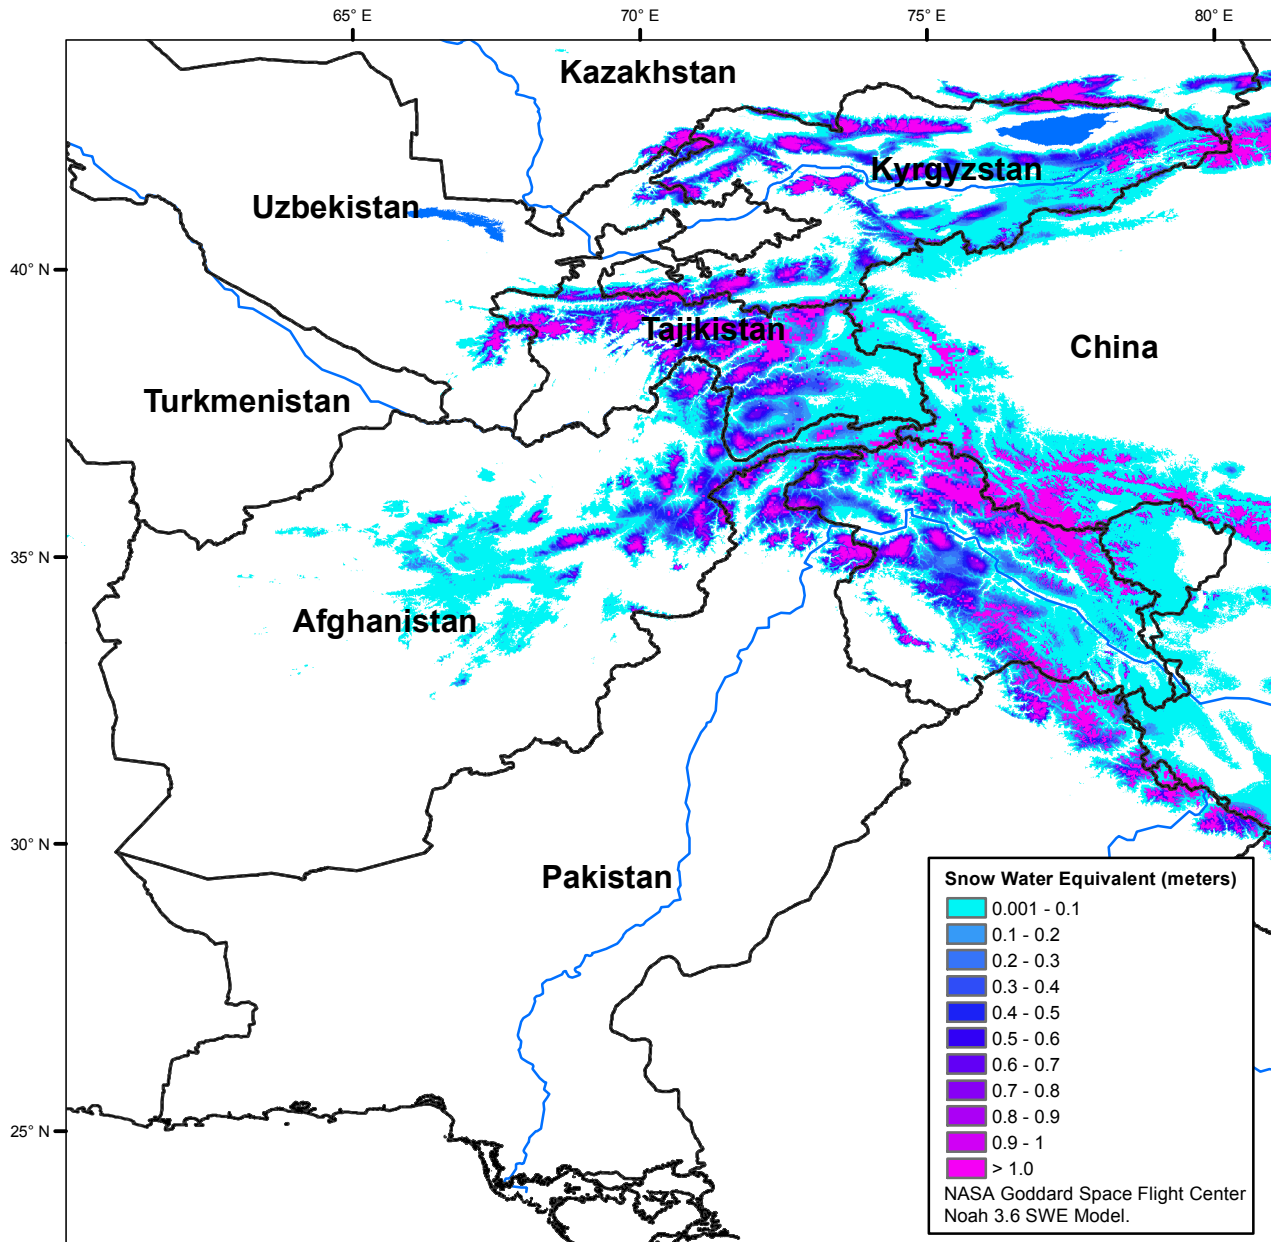 65° E
70° E
75° E
80° E
Kazakhstan
Kyrgyzstan
Uzbekistan
40° N
Tajikistan
China
Turkmenistan
35° N
Afghanistan
30° N
Pakistan
25° N
Snow Water Equivalent (meters)
0.001 - 0.1
0.1 - 0.2
0.2 - 0.3
0.3 - 0.4
0.4 - 0.5
0.5 - 0.6
0.6 - 0.7
0.7 - 0.8
0.8 - 0.9
0.9 - 1
> 1.0
NASA Goddard Space Flight Center
Noah 3.6 SWE Model.